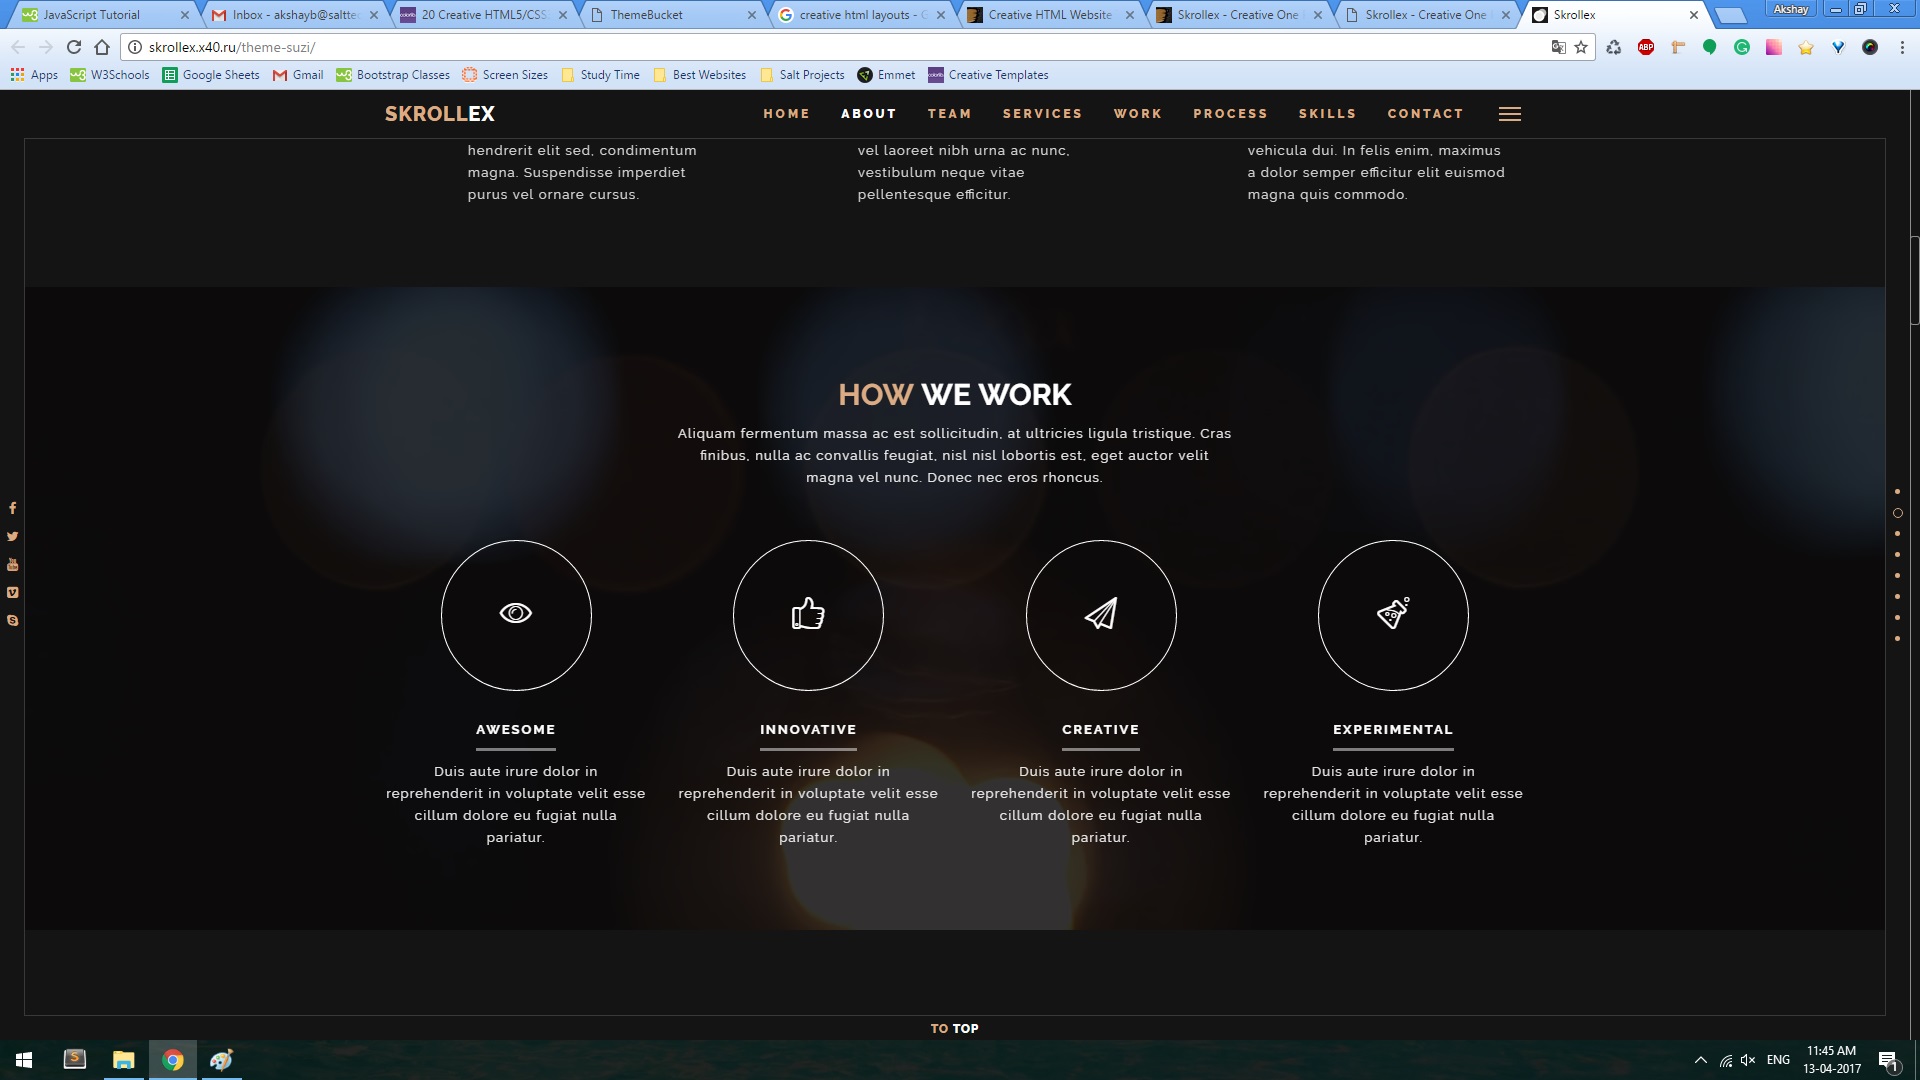 JavaScript Tutorial
Inbox - akshayb@saltte
20 Creative HTML5/CSS
ThemeBucket
creative html layouts - G
Creative HTML Website
Skrollex - Creative One
Skrollex - Creative One
Skrollex
Akshay
skrollex.x40.ru/theme-suzi/
Apps W3Schools Google Sheets Gmail Bootstrap Classes Screen Sizes Study Time Best Websites Salt Projects Emmet Creative Templates
SKROLLEX
HOME ABOUT TEAM SERVICES WORK PROCESS SKILLS CONTACT
hendrerit elit sed, condimentum
magna. Suspendisse imperdiet
purus vel ornare cursus.
vel laoreet nibh urna ac nunc,
vestibulum neque vitae
pellentesque efficitur.
vehicula dui. In felis enim, maximus
a dolor semper efficitur elit euismod
magna quis commodo.
HOW WE WORK
Aliquam fermentum massa ac est sollicitudin, at ultricies ligula tristique. Cras
finibus, nulla ac convallis feugiat, nisl nisl lobortis est, eget auctor velit
magna vel nunc. Donec nec eros rhoncus.
AWESOME
Duis aute irure dolor in
reprehenderit in voluptate velit esse
cillum dolore eu fugiat nulla
pariatur.
INNOVATIVE
Duis aute irure dolor in
reprehenderit in voluptate velit esse
cillum dolore eu fugiat nulla
pariatur.
CREATIVE
Duis aute irure dolor in
reprehenderit in voluptate velit esse
cillum dolore eu fugiat nulla
pariatur.
EXPERIMENTAL
Duis aute irure dolor in
reprehenderit in voluptate velit esse
cillum dolore eu fugiat nulla
pariatur.
TO TOP
ENG
11:45 AM
13-04-2017
1